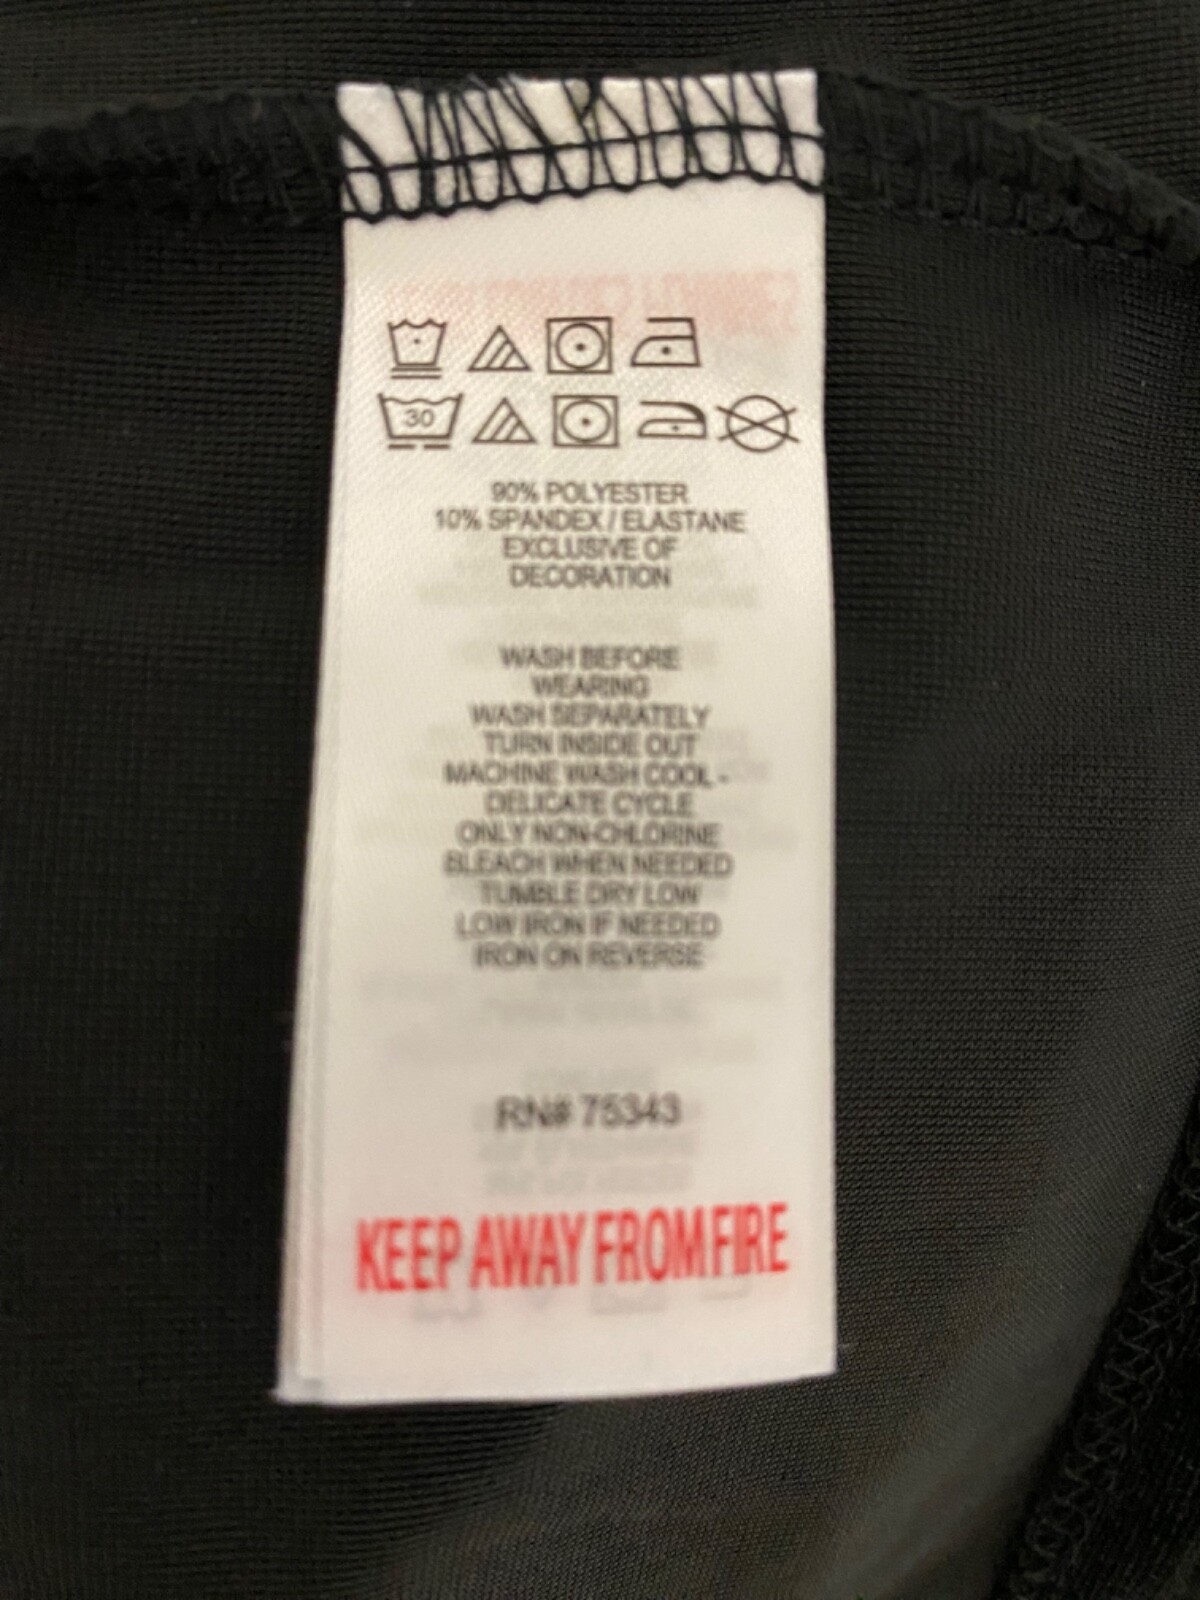 30
90% POLYESTER
10% SPANDEX / ELASTANE
EXCLUSIVE OF
DECORATION
WASH BEFORE
WEARING
WASH SEPARATELY
TURN INSIDE OUT
MACHINE WASH COOL -
DELICATE CYCLE
ONLY NON-CHLORINE
BLEACH WHEN NEEDED
TUMBLE DRY LOW
LOW IRON IF NEEDED
IRON ON REVERSE
RN# 75343
KEEP AWAY FROM FIRE